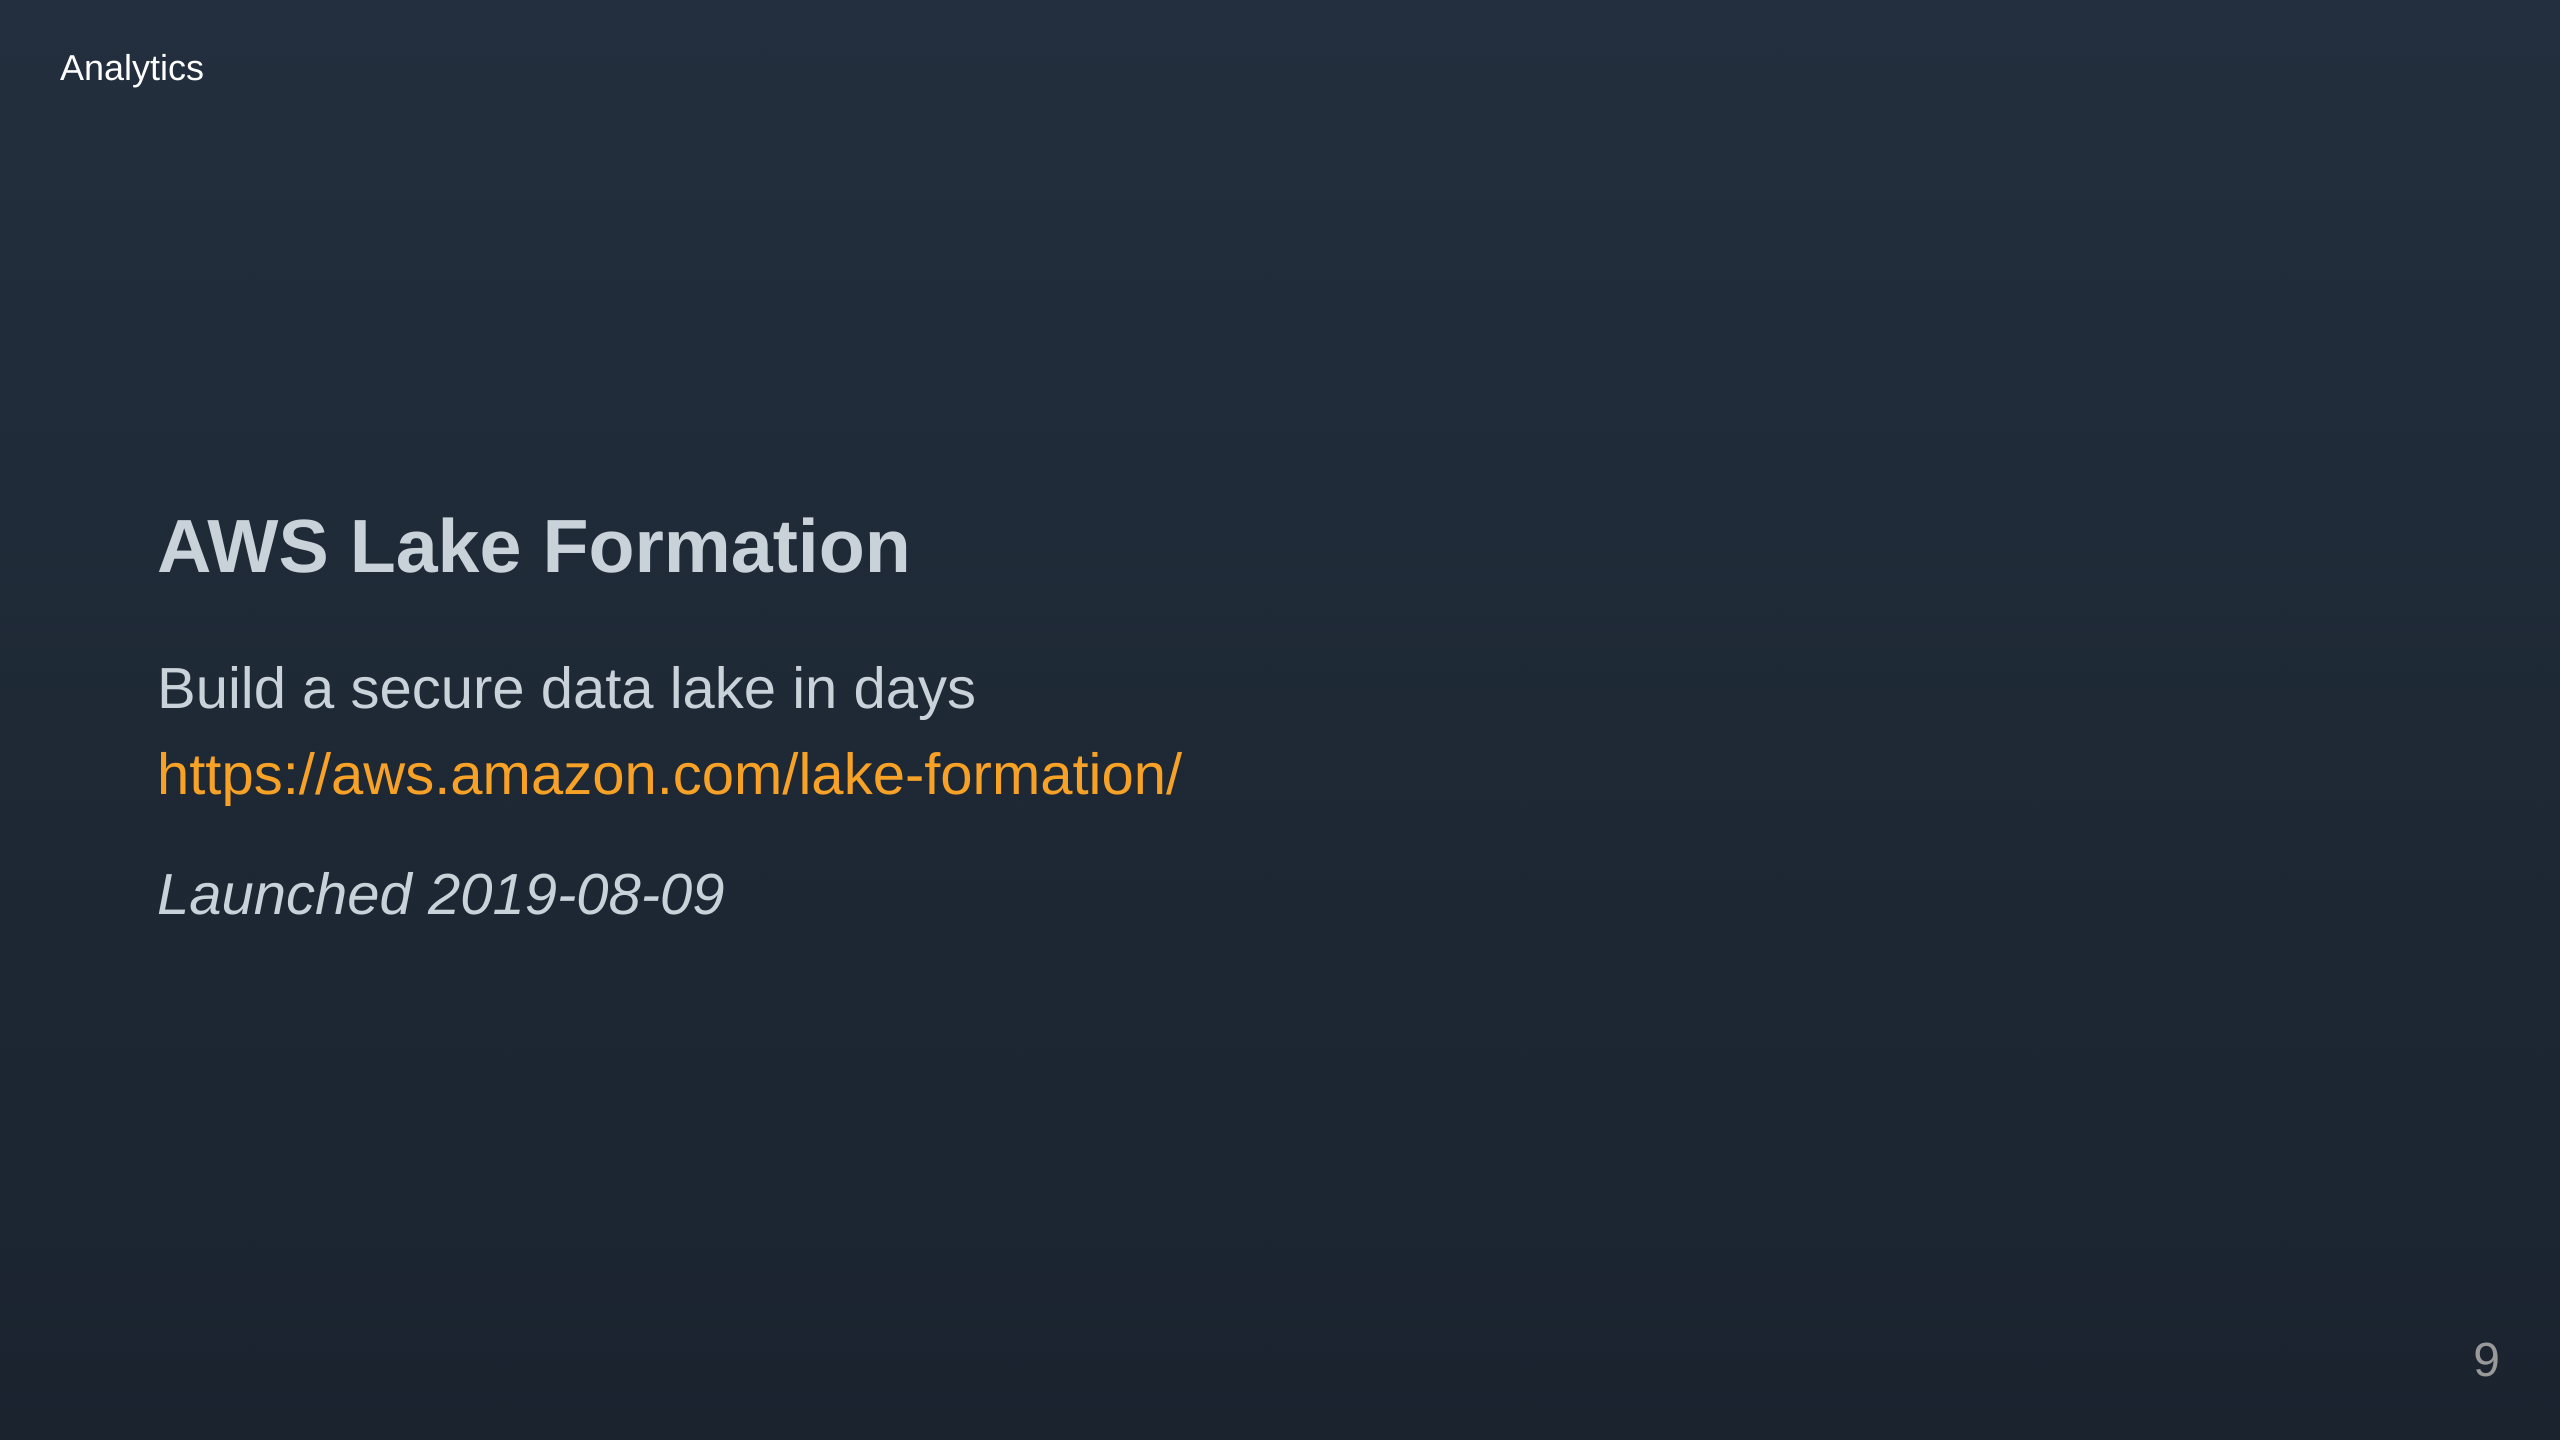 Analytics
AWS Lake Formation
Build a secure data lake in days
https://aws.amazon.com/lake-formation/
Launched 2019-08-09
9